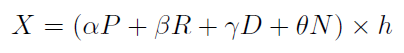 X = (αP + βR + γD + θN) × h